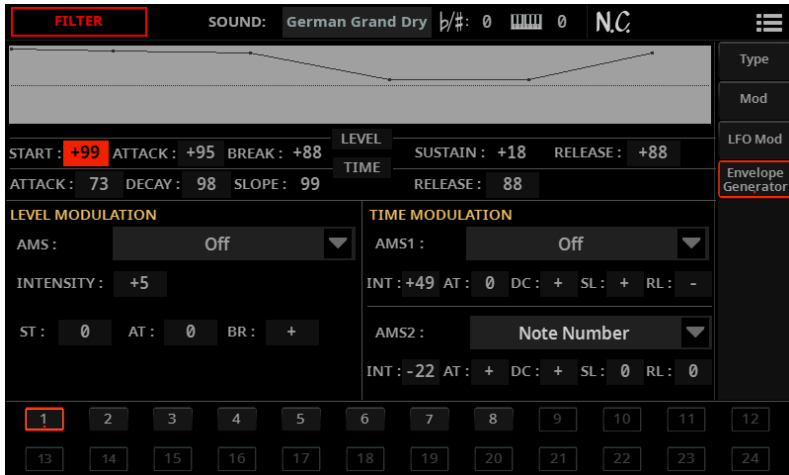 FILTER SOUND: German Grand Dry ♭/#: 0 0 N.C.
Type
Mod
LFO Mod
Envelope
Generator
LEVEL
START : +99 ATTACK : +95 BREAK : +88 SUSTAIN : +18 RELEASE : +88
TIME
ATTACK : 73 DECAY : 98 SLOPE : 99 RELEASE : 88
LEVEL MODULATION
AMS : Off
INTENSITY : +5
ST : 0 AT : 0 BR : +
TIME MODULATION
AMS1 : Off
INT : +49 AT : 0 DC : + SL : + RL : -
AMS2 : Note Number
INT : -22 AT : + DC : + SL : 0 RL : 0
1 2 3 4 5 6 7 8 9 10 11 12
13 14 15 16 17 18 19 20 21 22 23 24